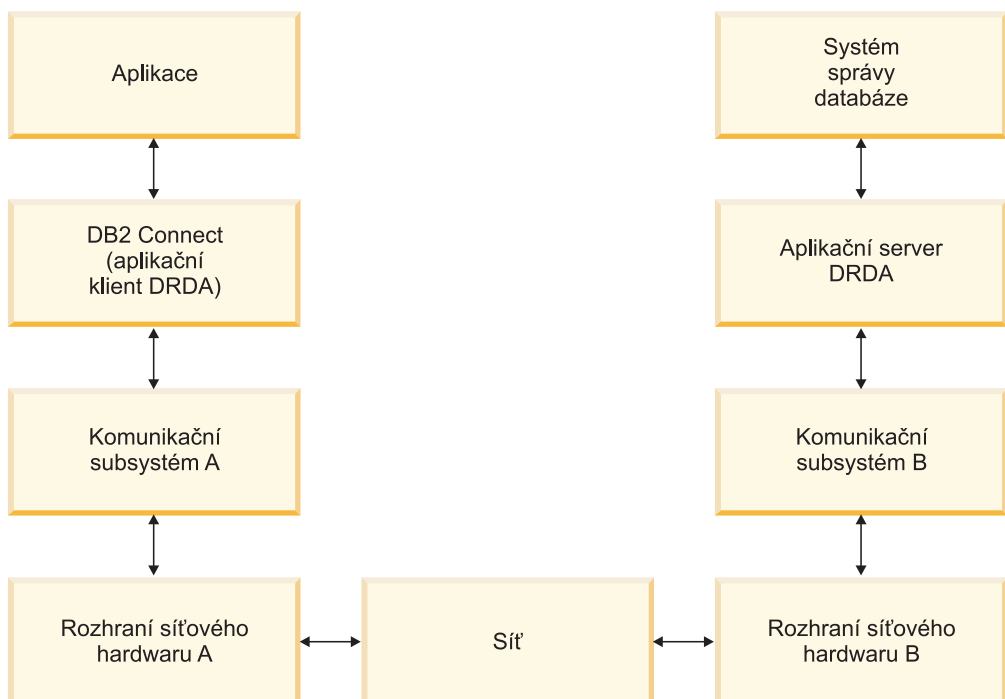 Aplikace
Systém
správy
databáze
DB2 Connect
(aplikační
klient DRDA)
Aplikační server
DRDA
Komunikační
subsystém A
Komunikační
subsystém B
Rozhraní síťového
hardwaru A
Síť
Rozhraní síťového
hardwaru B